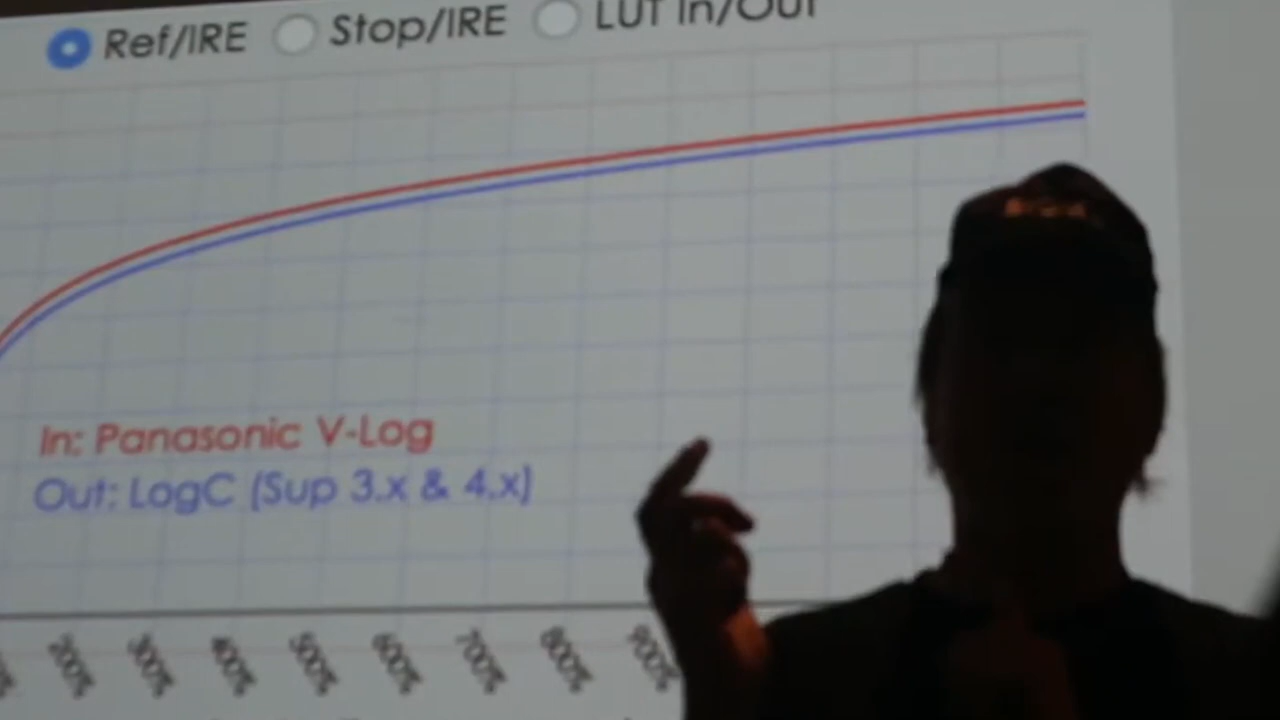 Ref/IRE Stop/IRE LUT In/Out
In: Panasonic V-Log
Out: LogC (Sup 3.x & 4.x)
200% 300% 400% 500% 600% 700% 800% 900%